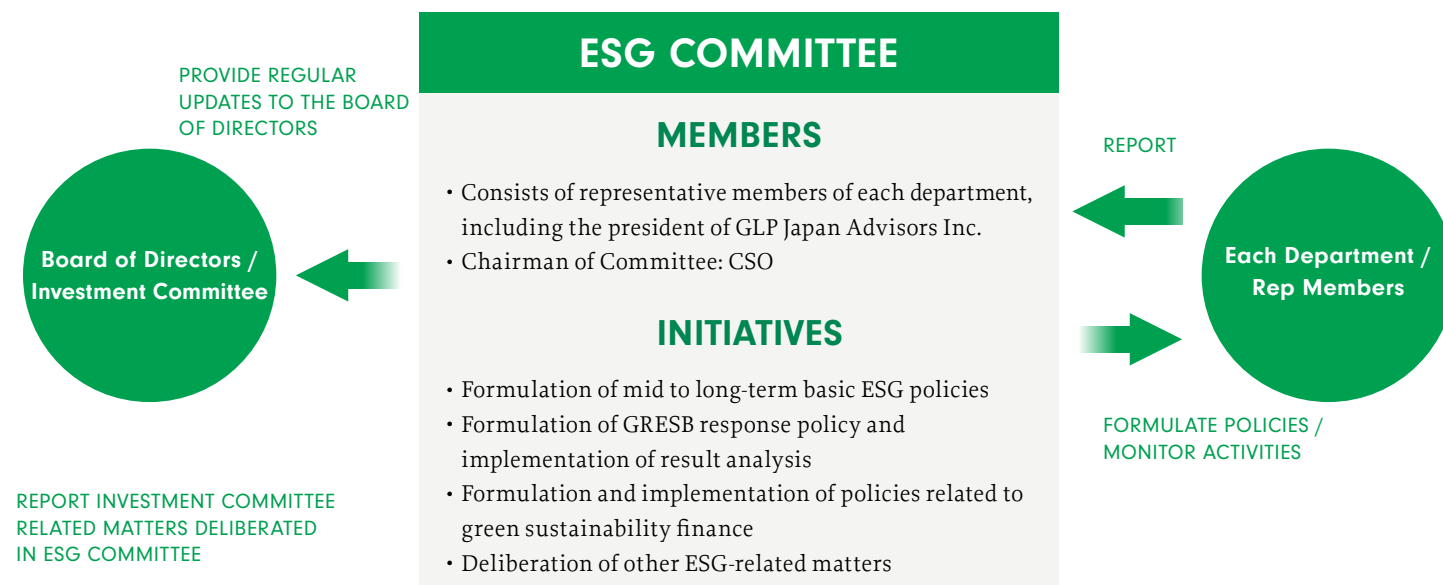 PROVIDE REGULAR
UPDATES TO THE BOARD
OF DIRECTORS
Board of Directors /
Investment Committee
REPORT INVESTMENT COMMITTEE
RELATED MATTERS DELIBERATED
IN ESG COMMITTEE
ESG COMMITTEE
MEMBERS
• Consists of representative members of each department,
including the president of GLP Japan Advisors Inc.
• Chairman of Committee: CSO
INITIATIVES
• Formulation of mid to long-term basic ESG policies
• Formulation of GRESB response policy and
implementation of result analysis
• Formulation and implementation of policies related to
green sustainability finance
• Deliberation of other ESG-related matters
REPORT
Each Department /
Rep Members
FORMULATE POLICIES /
MONITOR ACTIVITIES